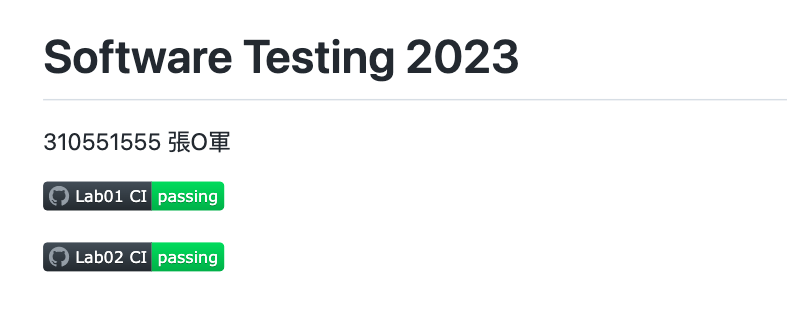 Software Testing 2023
310551555 張O軍
Lab01 CI passing
Lab02 CI passing